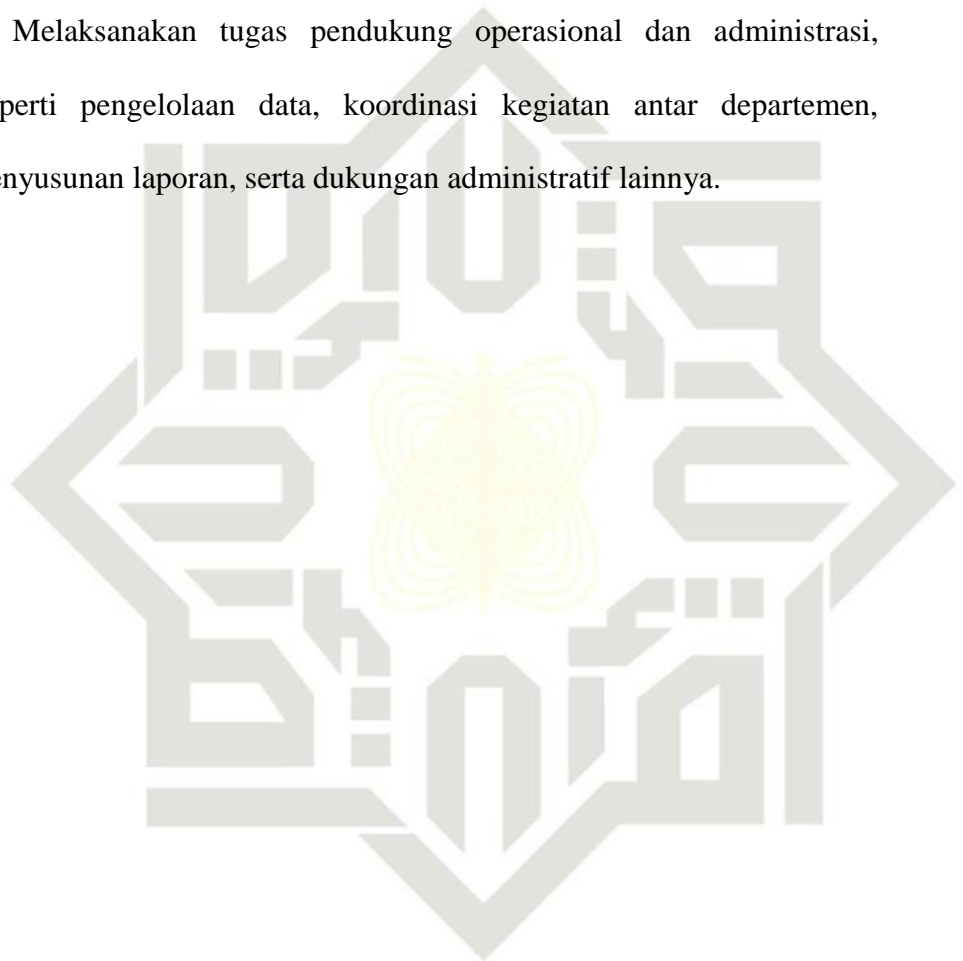 Melaksanakan tugas pendukung operasional dan administrasi,
perti pengelolaan data, koordinasi kegiatan antar departemen,
enyusunan laporan, serta dukungan administratif lainnya.